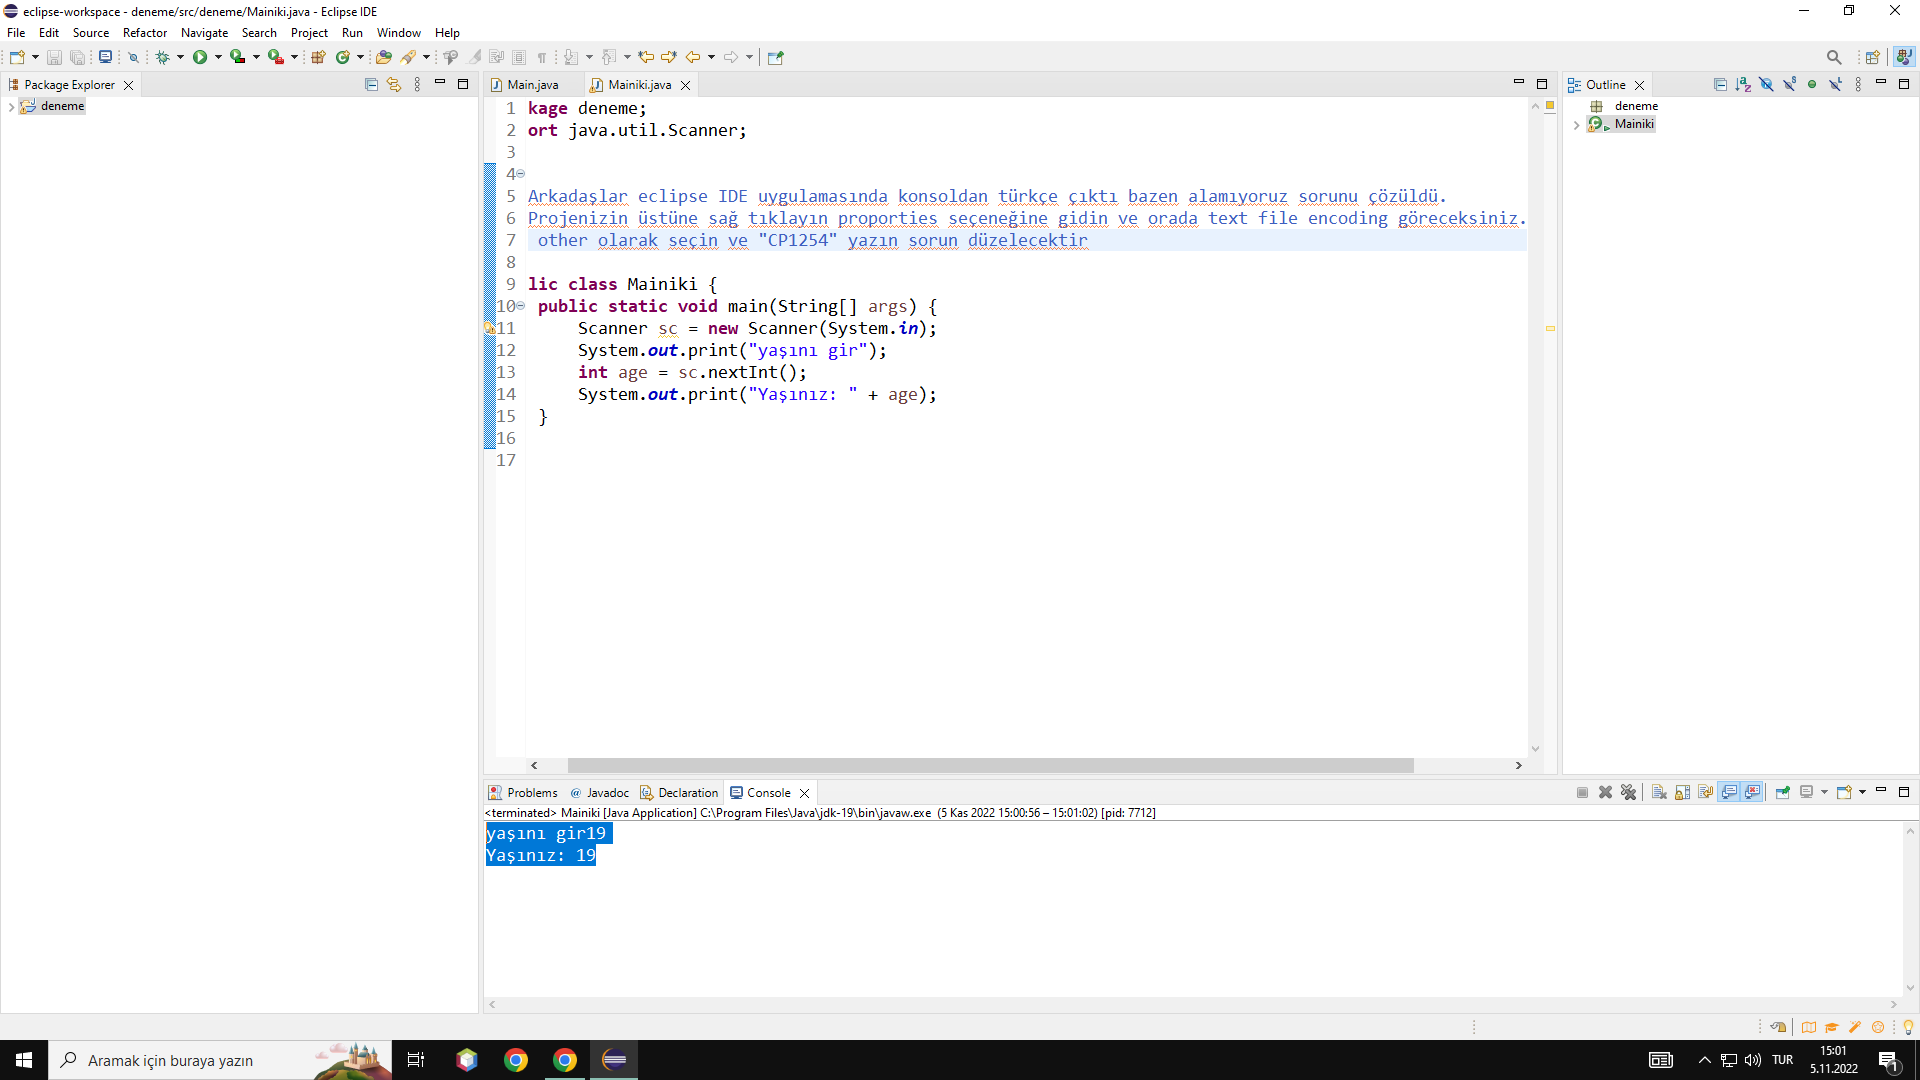 eclipse-workspace - deneme/src/deneme/Mainiki.java - Eclipse IDE
File Edit Source Refactor Navigate Search Project Run Window Help
Package Explorer
deneme
Main.java
Mainiki.java
1 kage deneme;
2 ort java.util.Scanner;
3
4
5 Arkadaşlar eclipse IDE uygulamasında konsoldan türkçe çıktı bazen alamıyoruz sorunu çözüldü.
6 Projenizin üstüne sağ tıklayın proporties seçeneğine gidin ve orada text file encoding göreceksiniz.
7 other olarak seçin ve "CP1254" yazın sorun düzelecektir
8
9 lic class Mainiki {
10 public static void main(String[] args) {
11 Scanner sc = new Scanner(System.in);
12 System.out.print("yaşını gir");
13 int age = sc.nextInt();
14 System.out.print("Yaşınız: " + age);
15 }
16
17
Outline
deneme
Mainiki
Problems
Javadoc
Declaration
Console
<terminated> Mainiki [Java Application] C:\Program Files\Java\jdk-19\bin\javaw.exe (5 Kas 2022 15:00:56 – 15:01:02) [pid: 7712]
yaşını gir19
Yaşınız: 19
Aramak için buraya yazın
TUR
15:01
5.11.2022
1